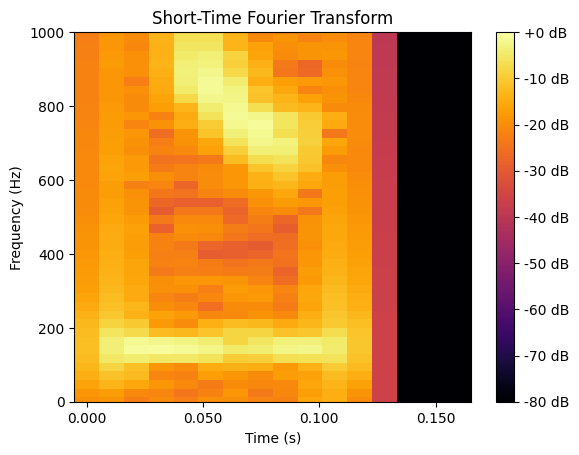 Short-Time Fourier Transform
1000
800
600
400
200
0
Frequency (Hz)
0.000
0.050
0.100
0.150
Time (s)
+0 dB
-10 dB
-20 dB
-30 dB
-40 dB
-50 dB
-60 dB
-70 dB
-80 dB